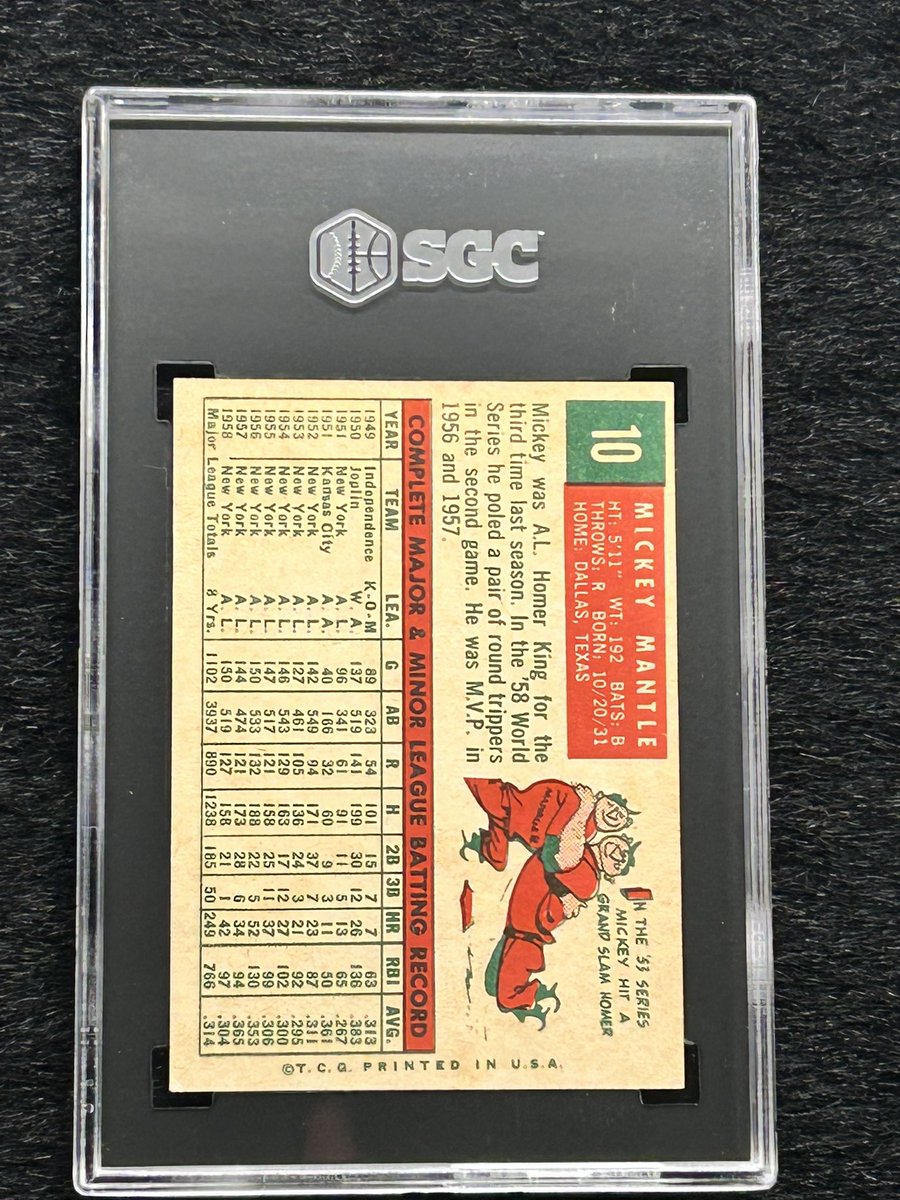 SGC
10
MICKEY MANTLE
HT: 5'11" WT: 192 BATS: B
THROWS: R BORN: 10/20/31
HOME: DALLAS, TEXAS
Mickey was A.L. Homer King for the
third time last season. In the '58 World
Series he poled a pair of round trippers
in the second game. He was M.V.P. in
1956 and 1957.
IN THE '53 SERIES
MICKEY HIT A
GRAND SLAM HOMER
COMPLETE MAJOR & MINOR LEAGUE BATTING RECORD
YEAR TEAM LEA. G AB R H 2B 3B HR RBI AVG.
1949 Independence K-O-M 89 323 54 101 15 7 7 63 .313
1950 Joplin W. A. 137 519 141 199 30 12 26 136 .383
1951 New York A. L. 96 341 61 91 11 5 13 65 .267
1951 Kansas City A. A. 40 166 32 60 9 3 11 50 .361
1952 New York A. L. 142 549 94 171 37 7 23 87 .311
1953 New York A. L. 127 461 105 136 24 3 21 92 .295
1954 New York A. L. 146 543 129 163 17 12 27 102 .300
1955 New York A. L. 147 517 121 158 25 11 37 99 .306
1956 New York A. L. 150 533 132 188 22 5 52 130 .353
1957 New York A. L. 144 474 121 173 28 6 34 94 .365
1958 New York A. L. 150 519 127 158 21 1 42 97 .304
Major League Totals 8 Yrs. 1102 3937 890 1238 185 50 249 766 .314
©T.C.G. PRINTED IN U.S.A.